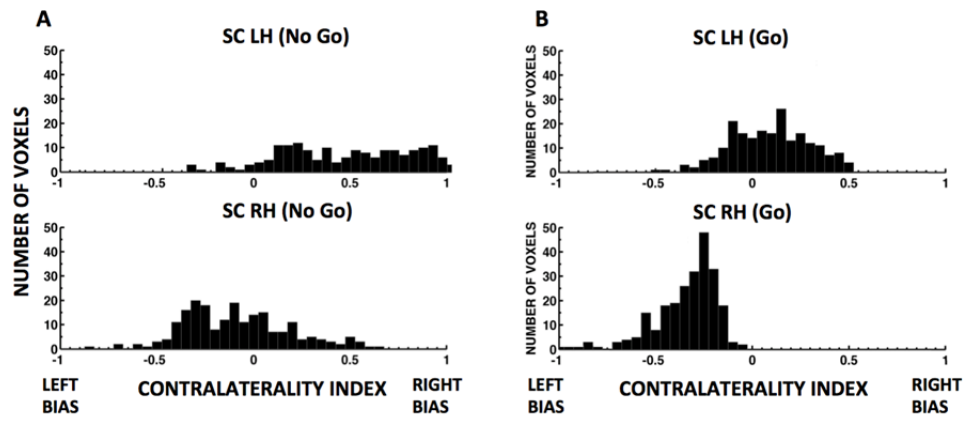 A
SC LH (No Go)
NUMBER OF VOXELS
50
40
30
20
10
0
-1
-0.5
0
0.5
1
SC RH (No Go)
50
40
30
20
10
0
-1
-0.5
0
0.5
1
LEFT BIAS
CONTRALATERALITY INDEX
RIGHT BIAS
B
SC LH (Go)
NUMBER OF VOXELS
50
40
30
20
10
0
-1
-0.5
0
0.5
1
SC RH (Go)
NUMBER OF VOXELS
50
40
30
20
10
0
-1
-0.5
0
0.5
1
LEFT BIAS
CONTRALATERALITY INDEX
RIGHT BIAS